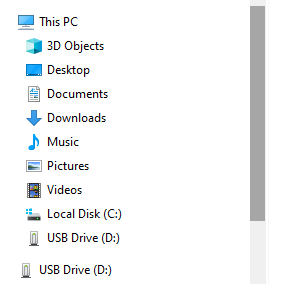 This PC
3D Objects
Desktop
Documents
Downloads
Music
Pictures
Videos
Local Disk (C:)
USB Drive (D:)
USB Drive (D:)